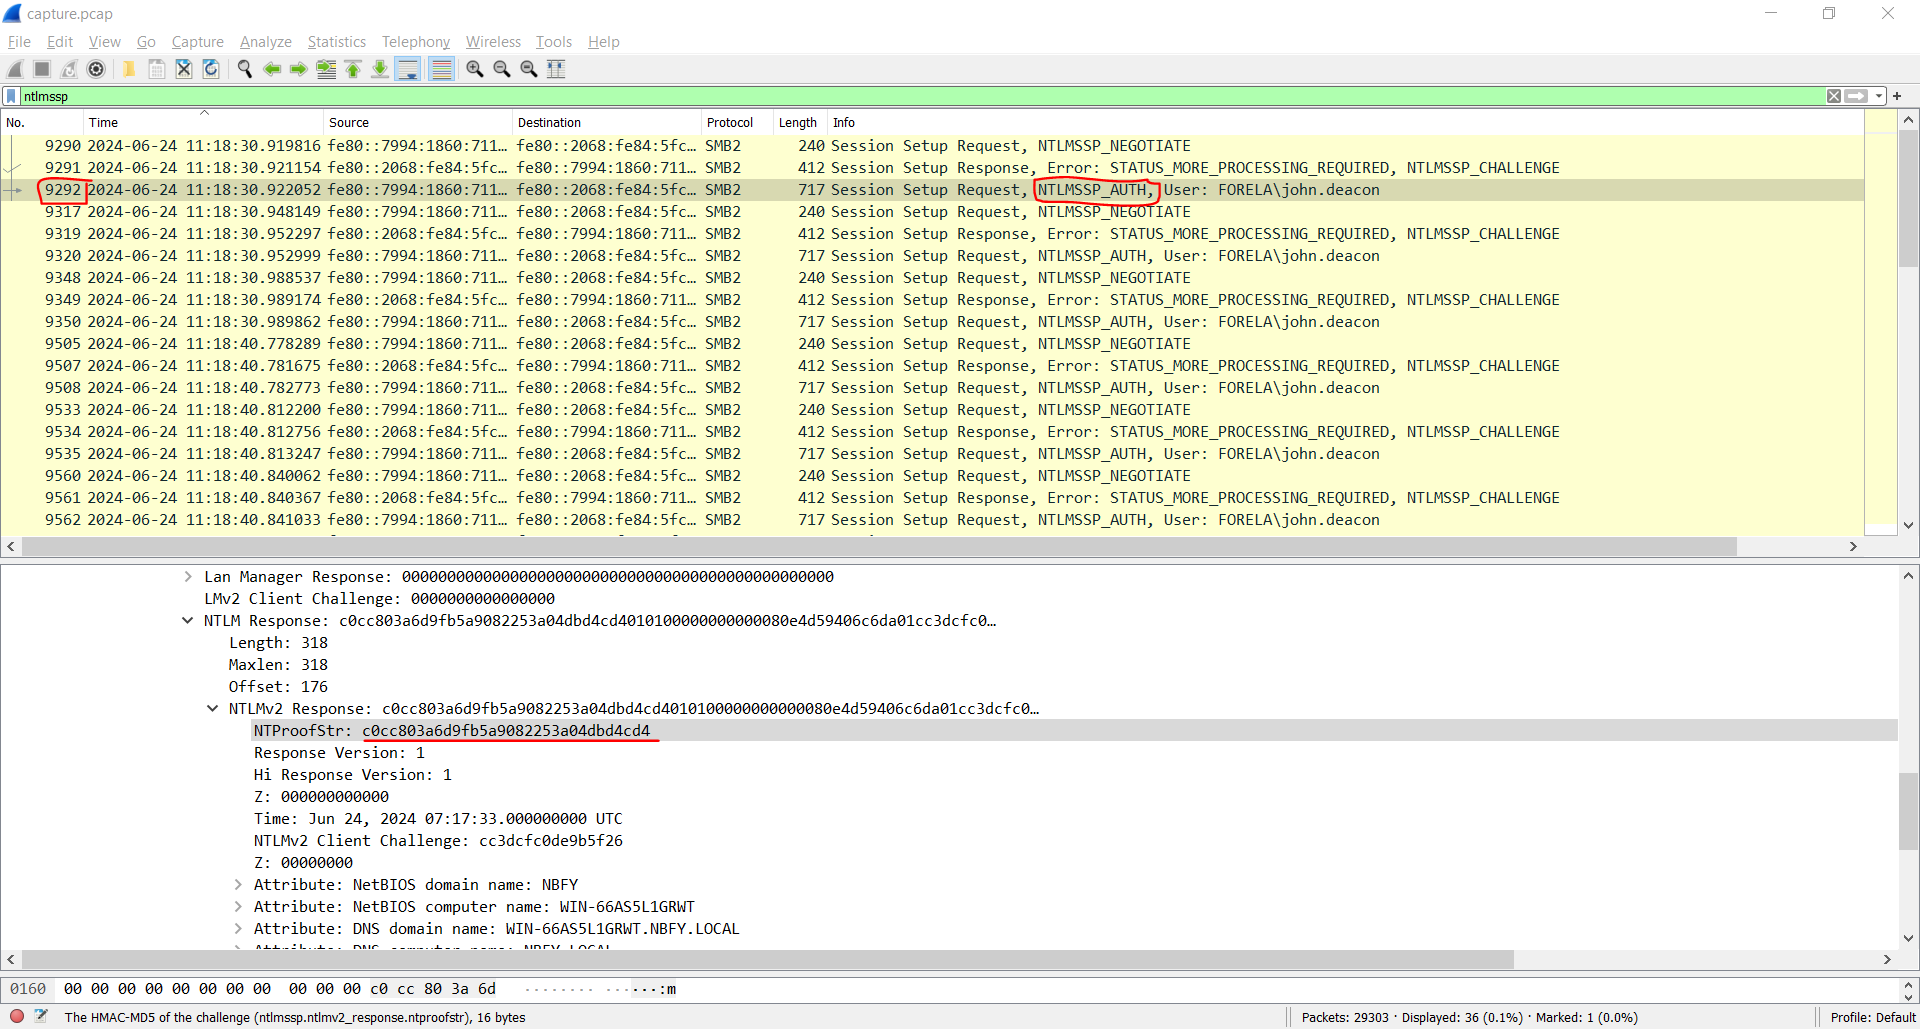 capture.pcap
File Edit View Go Capture Analyze Statistics Telephony Wireless Tools Help
ntlmssp
No. Time Source Destination Protocol Length Info
9290 2024-06-24 11:18:30.919816 fe80::7994:1860:711… fe80::2068:fe84:5fc… SMB2 240 Session Setup Request, NTLMSSP_NEGOTIATE
9291 2024-06-24 11:18:30.921154 fe80::2068:fe84:5fc… fe80::7994:1860:711… SMB2 412 Session Setup Response, Error: STATUS_MORE_PROCESSING_REQUIRED, NTLMSSP_CHALLENGE
9292 2024-06-24 11:18:30.922052 fe80::7994:1860:711… fe80::2068:fe84:5fc… SMB2 717 Session Setup Request, NTLMSSP_AUTH, User: FORELA\john.deacon
9317 2024-06-24 11:18:30.948149 fe80::7994:1860:711… fe80::2068:fe84:5fc… SMB2 240 Session Setup Request, NTLMSSP_NEGOTIATE
9319 2024-06-24 11:18:30.952297 fe80::2068:fe84:5fc… fe80::7994:1860:711… SMB2 412 Session Setup Response, Error: STATUS_MORE_PROCESSING_REQUIRED, NTLMSSP_CHALLENGE
9320 2024-06-24 11:18:30.952999 fe80::7994:1860:711… fe80::2068:fe84:5fc… SMB2 717 Session Setup Request, NTLMSSP_AUTH, User: FORELA\john.deacon
9348 2024-06-24 11:18:30.988537 fe80::7994:1860:711… fe80::2068:fe84:5fc… SMB2 240 Session Setup Request, NTLMSSP_NEGOTIATE
9349 2024-06-24 11:18:30.989174 fe80::2068:fe84:5fc… fe80::7994:1860:711… SMB2 412 Session Setup Response, Error: STATUS_MORE_PROCESSING_REQUIRED, NTLMSSP_CHALLENGE
9350 2024-06-24 11:18:30.989862 fe80::7994:1860:711… fe80::2068:fe84:5fc… SMB2 717 Session Setup Request, NTLMSSP_AUTH, User: FORELA\john.deacon
9505 2024-06-24 11:18:40.778289 fe80::7994:1860:711… fe80::2068:fe84:5fc… SMB2 240 Session Setup Request, NTLMSSP_NEGOTIATE
9507 2024-06-24 11:18:40.781675 fe80::2068:fe84:5fc… fe80::7994:1860:711… SMB2 412 Session Setup Response, Error: STATUS_MORE_PROCESSING_REQUIRED, NTLMSSP_CHALLENGE
9508 2024-06-24 11:18:40.782773 fe80::7994:1860:711… fe80::2068:fe84:5fc… SMB2 717 Session Setup Request, NTLMSSP_AUTH, User: FORELA\john.deacon
9533 2024-06-24 11:18:40.812200 fe80::7994:1860:711… fe80::2068:fe84:5fc… SMB2 240 Session Setup Request, NTLMSSP_NEGOTIATE
9534 2024-06-24 11:18:40.812756 fe80::2068:fe84:5fc… fe80::7994:1860:711… SMB2 412 Session Setup Response, Error: STATUS_MORE_PROCESSING_REQUIRED, NTLMSSP_CHALLENGE
9535 2024-06-24 11:18:40.813247 fe80::7994:1860:711… fe80::2068:fe84:5fc… SMB2 717 Session Setup Request, NTLMSSP_AUTH, User: FORELA\john.deacon
9560 2024-06-24 11:18:40.840062 fe80::7994:1860:711… fe80::2068:fe84:5fc… SMB2 240 Session Setup Request, NTLMSSP_NEGOTIATE
9561 2024-06-24 11:18:40.840367 fe80::2068:fe84:5fc… fe80::7994:1860:711… SMB2 412 Session Setup Response, Error: STATUS_MORE_PROCESSING_REQUIRED, NTLMSSP_CHALLENGE
9562 2024-06-24 11:18:40.841033 fe80::7994:1860:711… fe80::2068:fe84:5fc… SMB2 717 Session Setup Request, NTLMSSP_AUTH, User: FORELA\john.deacon
Lan Manager Response: 000000000000000000000000000000000000000000000000
LMv2 Client Challenge: 0000000000000000
NTLM Response: c0cc803a6d9fb5a9082253a04dbd4cd4010100000000000080e4d59406c6da01cc3dcfc0…
Length: 318
Maxlen: 318
Offset: 176
NTLMv2 Response: c0cc803a6d9fb5a9082253a04dbd4cd4010100000000000080e4d59406c6da01cc3dcfc0…
NTProofStr: c0cc803a6d9fb5a9082253a04dbd4cd4
Response Version: 1
Hi Response Version: 1
Z: 000000000000
Time: Jun 24, 2024 07:17:33.000000000 UTC
NTLMv2 Client Challenge: cc3dcfc0de9b5f26
Z: 00000000
Attribute: NetBIOS domain name: NBFY
Attribute: NetBIOS computer name: WIN-66AS5L1GRWT
Attribute: DNS domain name: WIN-66AS5L1GRWT.NBFY.LOCAL
Attribute: DNS computer name: NBFY.LOCAL
0160 00 00 00 00 00 00 00 00 00 00 00 c0 cc 80 3a 6d ········ ······:m
The HMAC-MD5 of the challenge (ntlmssp.ntlmv2_response.ntproofstr), 16 bytes
Packets: 29303 · Displayed: 36 (0.1%) · Marked: 1 (0.0%)
Profile: Default